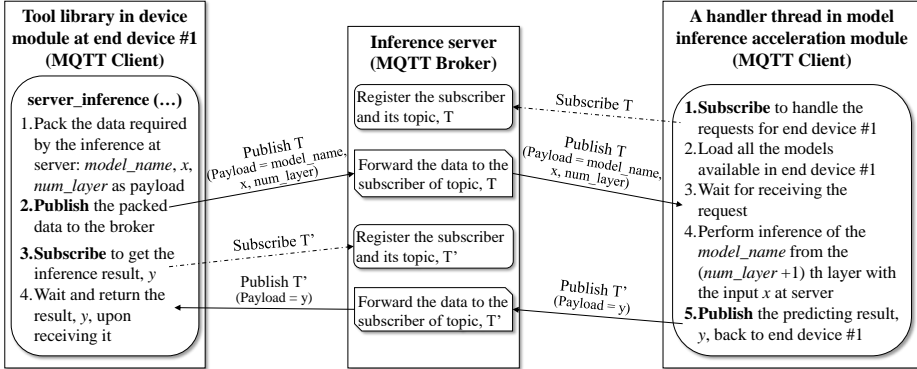 Tool library in device
module at end device #1
(MQTT Client)
server_inference (…)
1.Pack the data required
by the inference at
server: model_name, x,
num_layer as payload
2.Publish the packed
data to the broker
3.Subscribe to get the
inference result, y
4.Wait and return the
result, y, upon
receiving it
Publish T
(Payload = model_name,
x, num_layer)
Subscribe T’
Publish T’
(Payload = y)
Inference server
(MQTT Broker)
Register the subscriber
and its topic, T
Forward the data to the
subscriber of topic, T
Register the subscriber
and its topic, T’
Forward the data to the
subscriber of topic, T’
Subscribe T
Publish T
(Payload = model_name,
x, num_layer)
Publish T’
(Payload = y)
A handler thread in model
inference acceleration module
(MQTT Client)
1.Subscribe to handle the
requests for end device #1
2.Load all the models
available in end device #1
3.Wait for receiving the
request
4.Perform inference of the
model_name from the
(num_layer +1) th layer with
the input x at server
5.Publish the predicting result,
y, back to end device #1